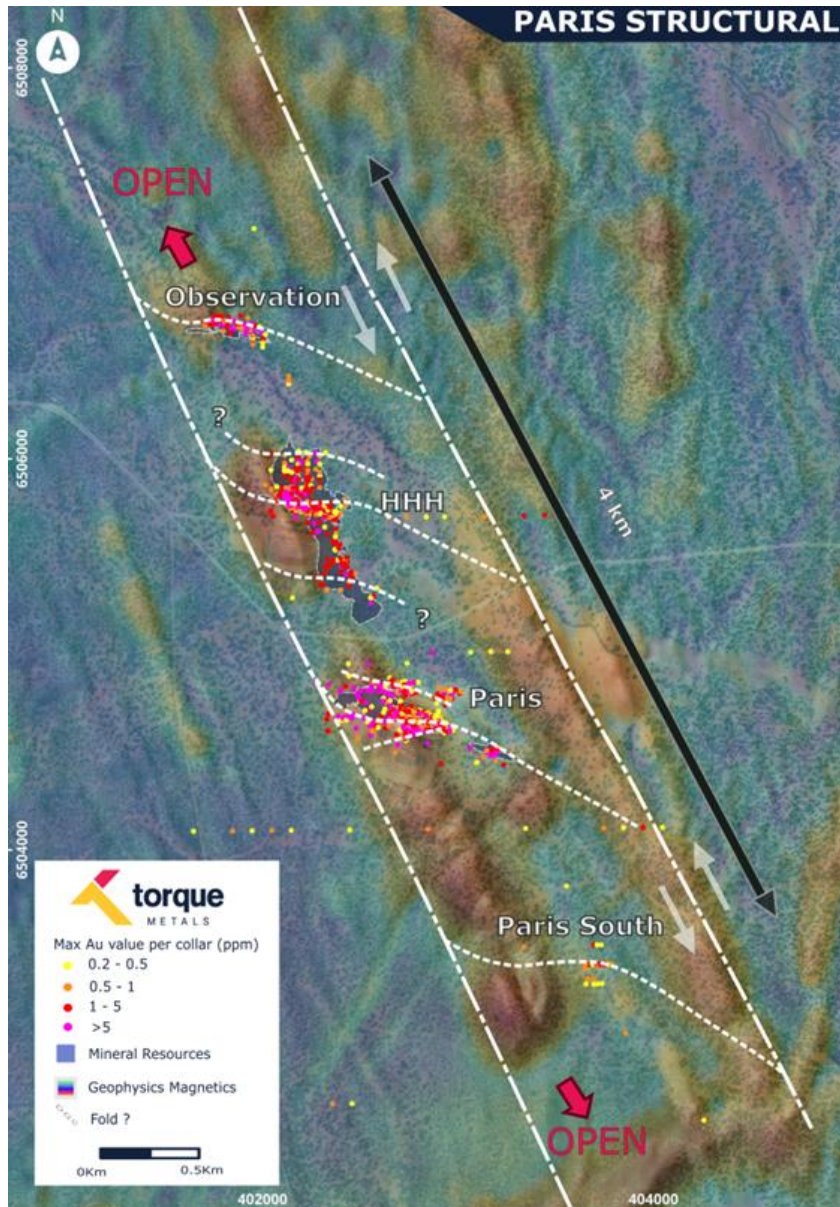 PARIS STRUCTURAL
N
6508000
OPEN
Observation
?
6506000
HHH
4 km
?
Paris
6504000
torque
METALS
Max Au value per collar (ppm)
0.2 - 0.5
0.5 - 1
1 - 5
>5
Mineral Resources
Geophysics Magnetics
Fold ?
0Km
0.5Km
Paris South
OPEN
402000
404000